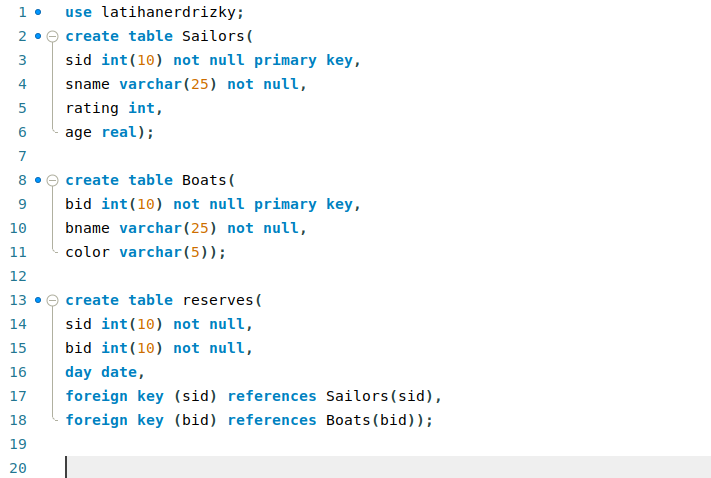 1 use latihanerdrizky;
2 create table Sailors(
3 sid int(10) not null primary key,
4 sname varchar(25) not null,
5 rating int,
6 age real);
7
8 create table Boats(
9 bid int(10) not null primary key,
10 bname varchar(25) not null,
11 color varchar(5));
12
13 create table reserves(
14 sid int(10) not null,
15 bid int(10) not null,
16 day date,
17 foreign key (sid) references Sailors(sid),
18 foreign key (bid) references Boats(bid));
19
20